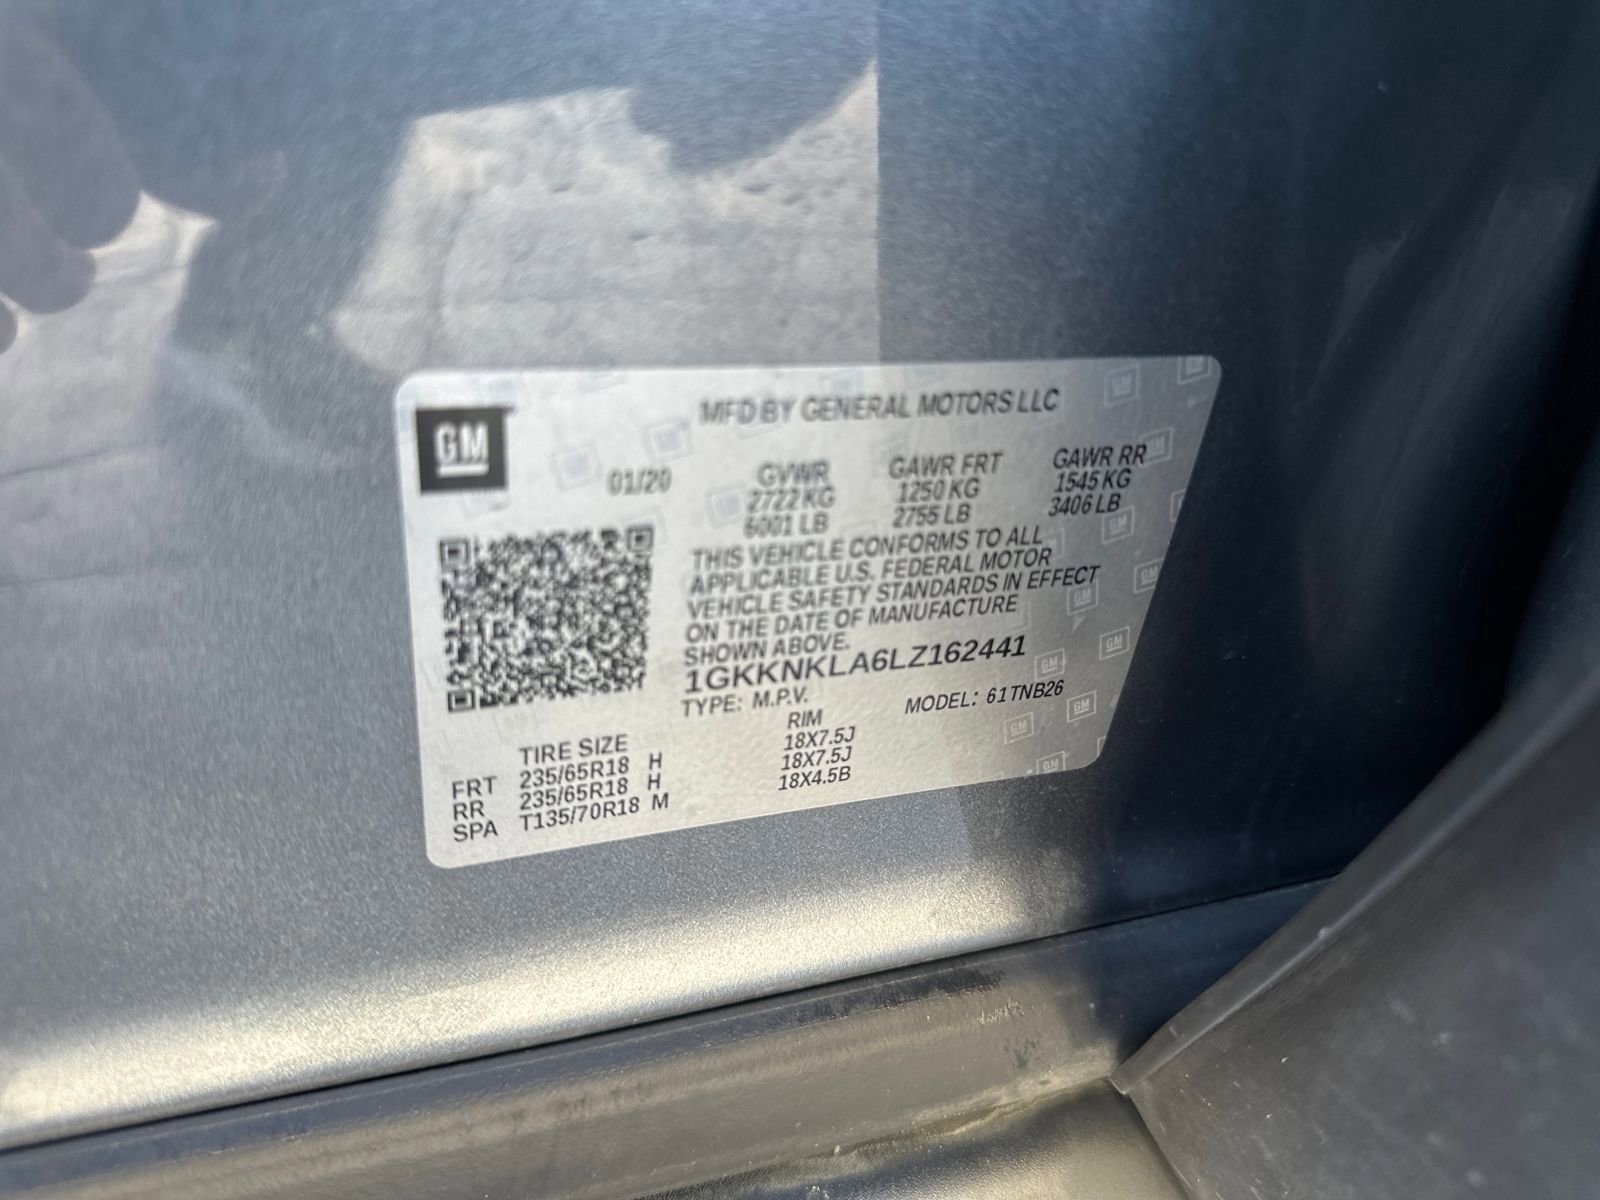 GM
MFD BY GENERAL MOTORS LLC
01/20 GVWR GAWR FRT GAWR RR
2722 KG 1250 KG 1545 KG
6001 LB 2755 LB 3406 LB
THIS VEHICLE CONFORMS TO ALL
APPLICABLE U.S. FEDERAL MOTOR
VEHICLE SAFETY STANDARDS IN EFFECT
ON THE DATE OF MANUFACTURE
SHOWN ABOVE.
1GKKNKLA6LZ162441
TYPE: M.P.V. MODEL: 61TNB26
TIRE SIZE RIM
FRT 235/65R18 H 18X7.5J
RR 235/65R18 H 18X7.5J
SPA T135/70R18 M 18X4.5B